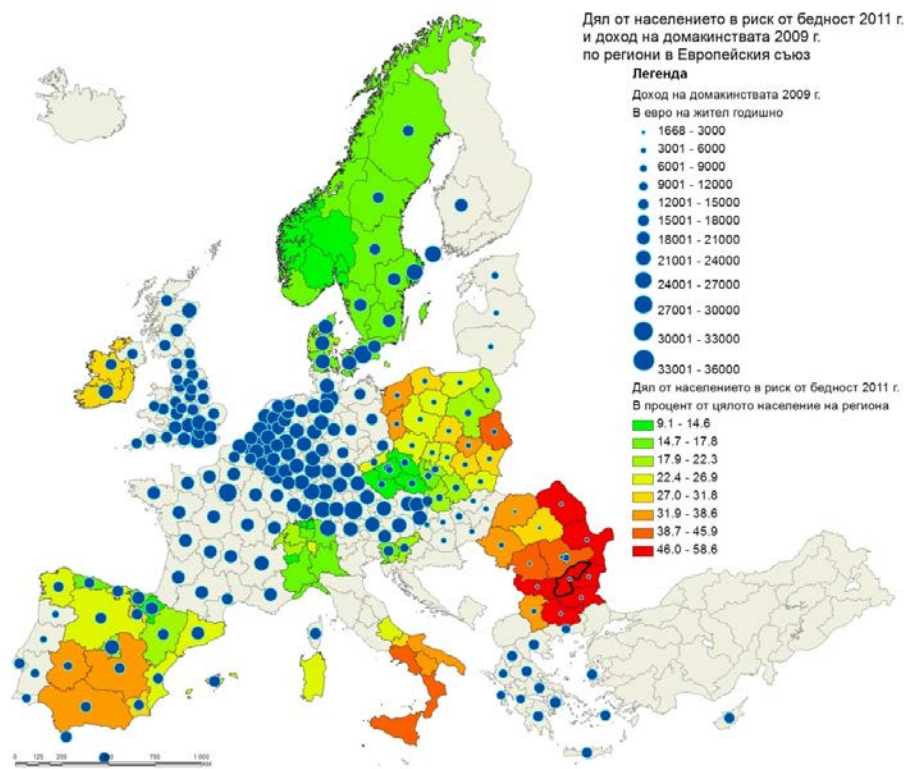 Дял от населението в риск от бедност 2011 г.
и доход на домакинствата 2009 г.
по региони в Европейския съюз
Легенда
Доход на домакинствата 2009 г.
В евро на жител годишно
1668 - 3000
3001 - 6000
6001 - 9000
9001 - 12000
12001 - 15000
15001 - 18000
18001 - 21000
21001 - 24000
24001 - 27000
27001 - 30000
30001 - 33000
33001 - 36000
Дял от населението в риск от бедност 2011 г.
В процент от цялото население на региона
9.1 - 14.6
14.7 - 17.8
17.9 - 22.3
22.4 - 26.9
27.0 - 31.8
31.9 - 38.6
38.7 - 45.9
46.0 - 58.6
0 125 250 750 1 000